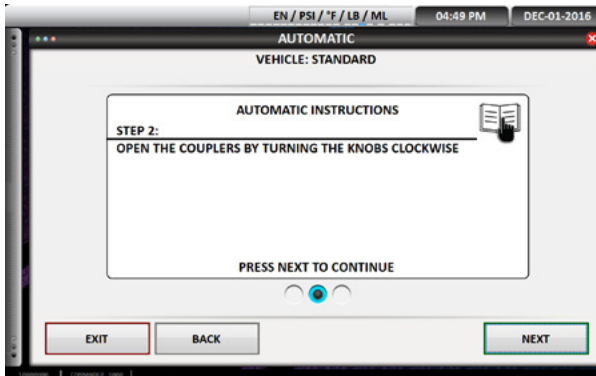 EN / PSI / °F / LB / ML 04:49 PM DEC-01-2016
AUTOMATIC
VEHICLE: STANDARD
AUTOMATIC INSTRUCTIONS
STEP 2:
OPEN THE COUPLERS BY TURNING THE KNOBS CLOCKWISE
PRESS NEXT TO CONTINUE
EXIT BACK NEXT